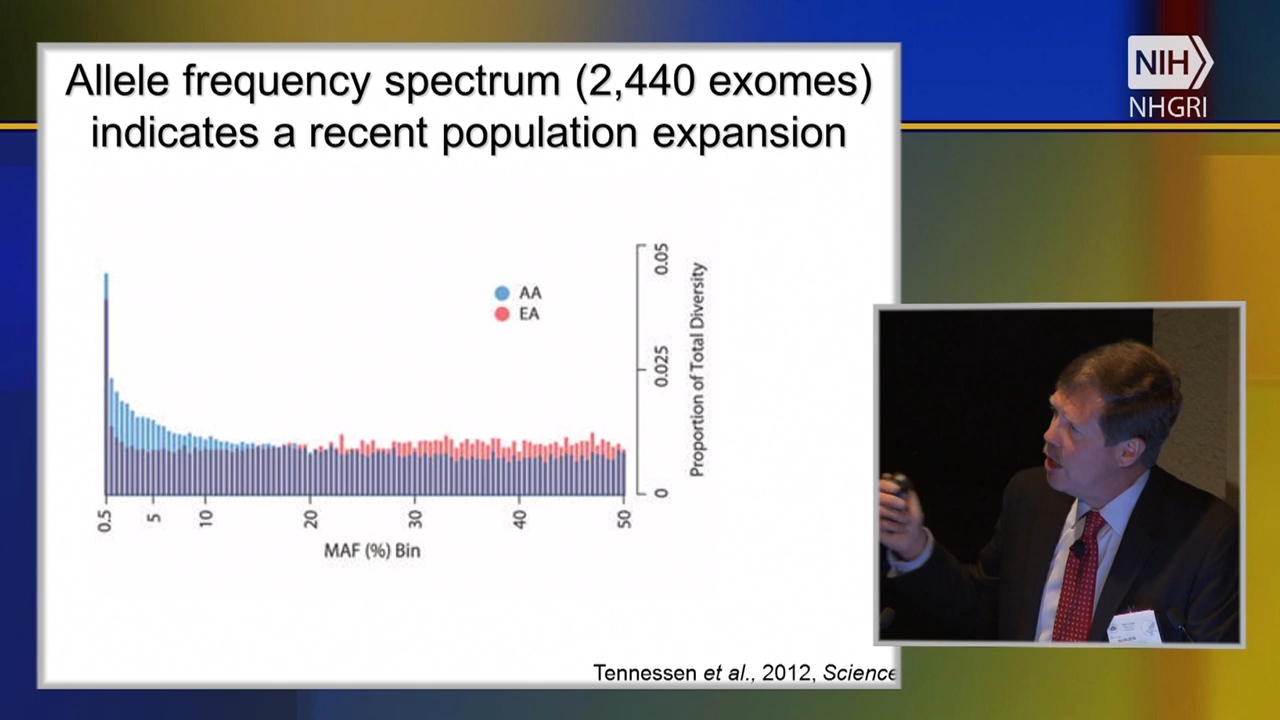 Allele frequency spectrum (2,440 exomes)
indicates a recent population expansion
NIH
NHGRI
AA
EA
0.05
0.025
0
Proportion of Total Diversity
0.5
5
10
20
30
40
50
MAF (%) Bin
Tennessen et al., 2012, Science